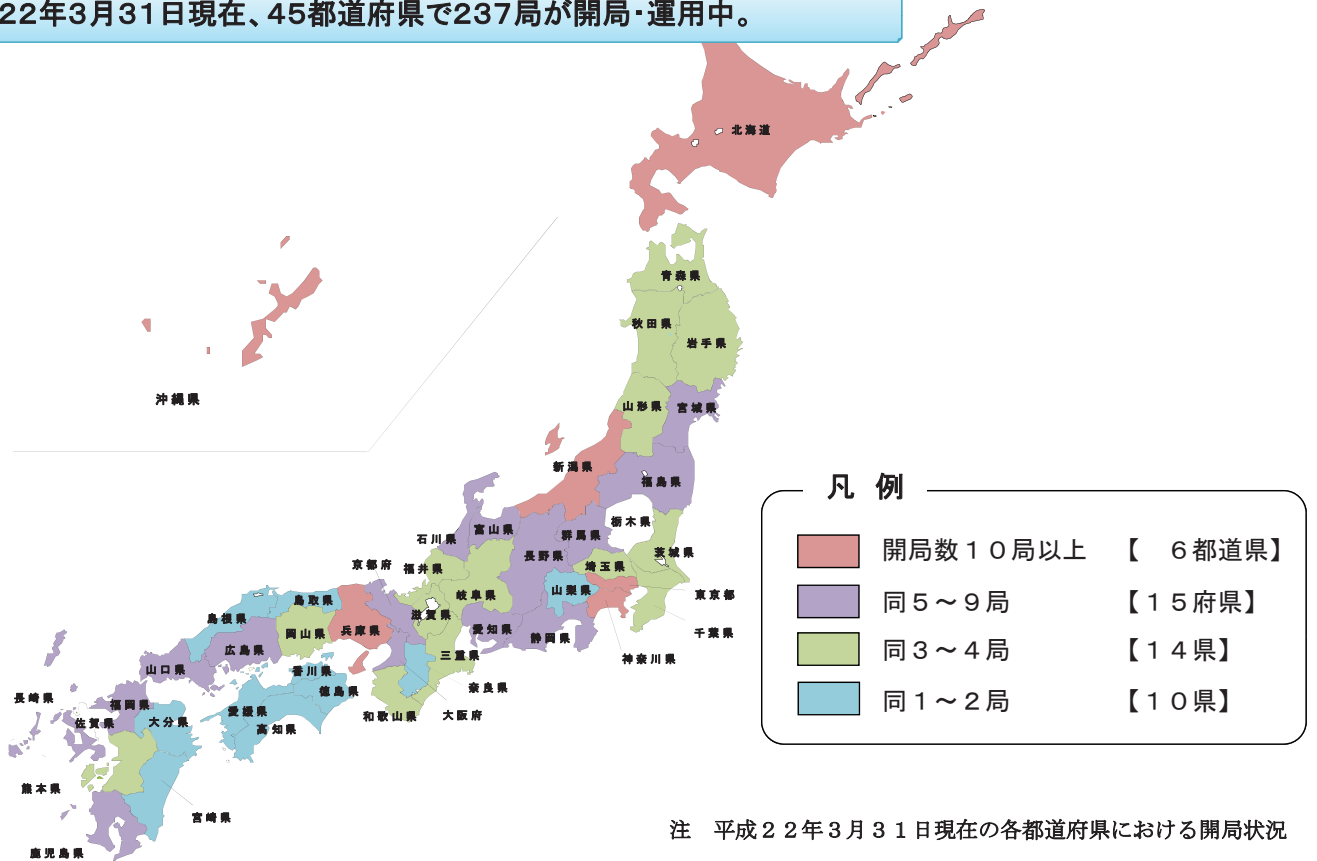 22年3月31日現在、45都道府県で237局が開局・運用中。
北海道
青森県
秋田県
岩手県
山形県
宮城県
沖縄県
新潟県
福島県
栃木県
富山県
群馬県
石川県
長野県
茨城県
京都府
福井県
埼玉県
山梨県
岐阜県
東京都
鳥取県
島根県
滋賀県
兵庫県
岡山県
愛知県
静岡県
千葉県
広島県
三重県
神奈川県
山口県
香川県
徳島県
奈良県
長崎県
福岡県
愛媛県
和歌山県
大阪府
佐賀県
大分県
高知県
熊本県
宮崎県
鹿児島県
凡 例
開局数10局以上 【 6都道県】
同5~9局 【15府県】
同3~4局 【14県】
同1~2局 【10県】
注 平成22年3月31日現在の各都道府県における開局状況